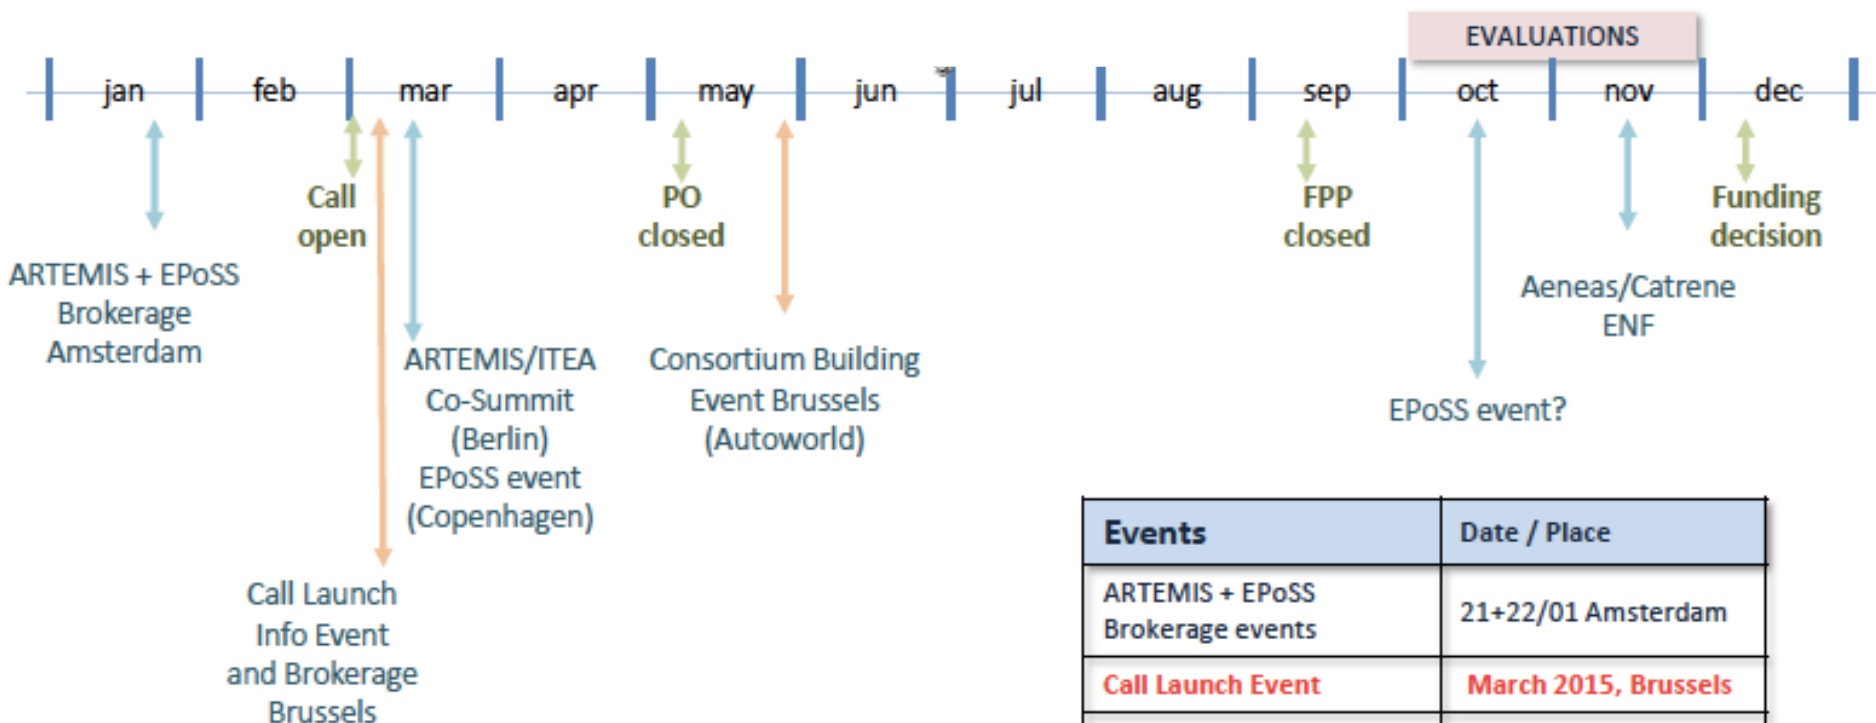 EVALUATIONS
jan feb mar apr may jun jul aug sep oct nov dec
Call
open
PO
closed
FPP
closed
Funding
decision
ARTEMIS + EPoSS
Brokerage
Amsterdam
ARTEMIS/ITEA
Co-Summit
(Berlin)
EPoSS event
(Copenhagen)
Consortium Building
Event Brussels
(Autoworld)
Aeneas/Catrene
ENF
EPoSS event?
Call Launch
Info Event
and Brokerage
Brussels
Events Date / Place
ARTEMIS + EPoSS
Brokerage events
21+22/01 Amsterdam
Call Launch Event March 2015, Brussels